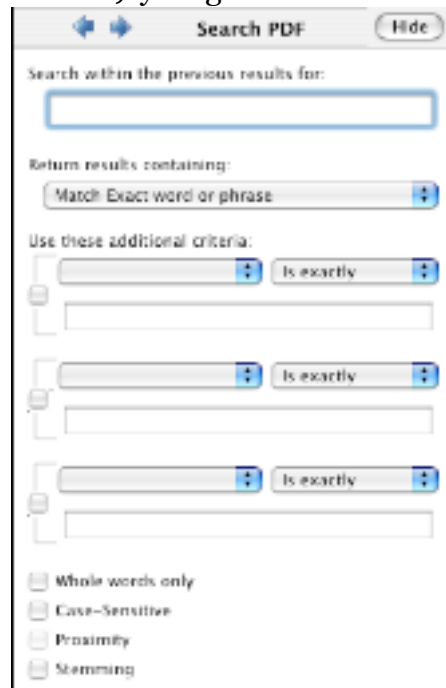 Search PDF
Hide
Search within the previous results for:
Return results containing:
Match Exact word or phrase
Use these additional criteria:
Is exactly
Is exactly
Is exactly
Whole words only
Case-Sensitive
Proximity
Stemming